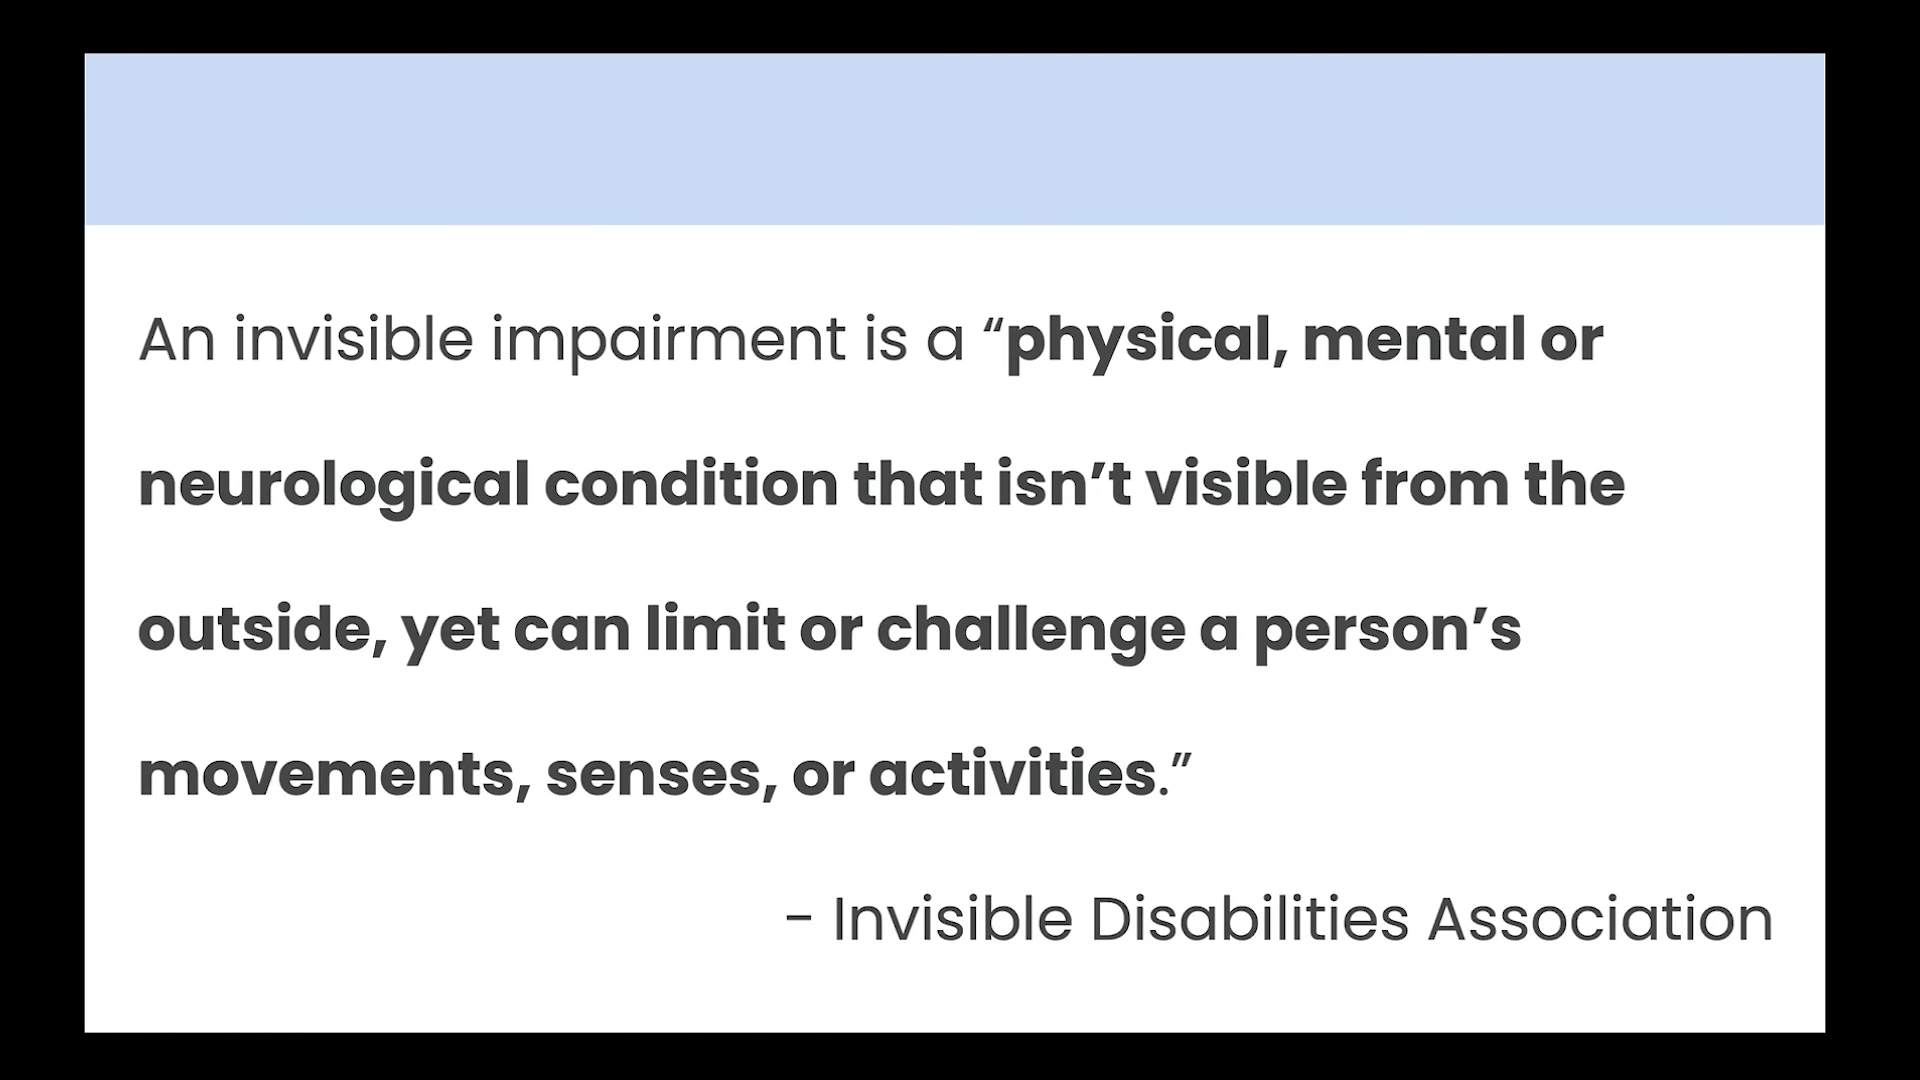 An invisible impairment is a “physical, mental or
neurological condition that isn’t visible from the
outside, yet can limit or challenge a person’s
movements, senses, or activities.”
- Invisible Disabilities Association